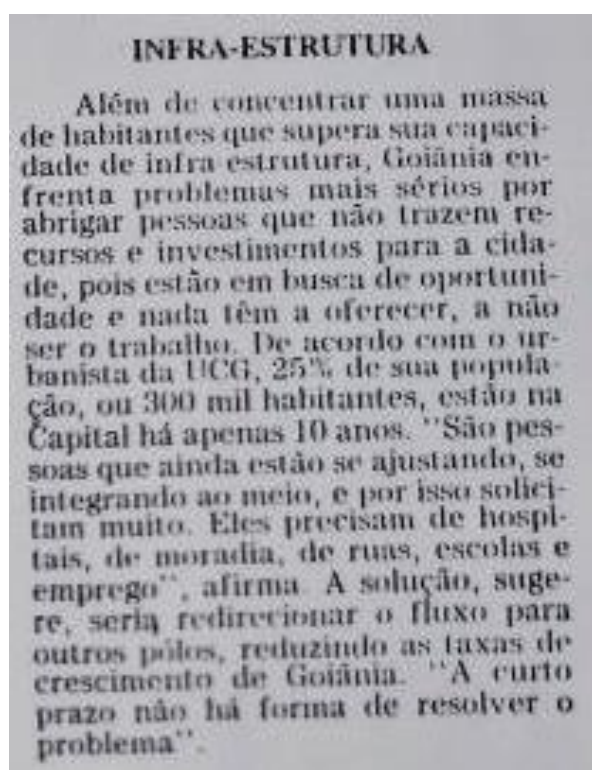 INFRA-ESTRUTURA
Além de concentrar uma massa
de habitantes que supera sua capaci-
dade de infra estrutura, Goiânia en-
frenta problemas mais sérios por
abrigar pessoas que não trazem re-
cursos e investimentos para a cida-
de, pois estão em busca de oportuni-
dade e nada têm a oferecer, a não
ser o trabalho. De acordo com o ur-
banista da UCG, 25% de sua popula-
ção, ou 300 mil habitantes, estão na
Capital há apenas 10 anos. "São pes-
soas que ainda estão se ajustando, se
integrando ao meio, e por isso solici-
tam muito. Eles precisam de hospi-
tais, de moradia, de ruas, escolas e
emprego", afirma. A solução, suge-
re, seria redirecionar o fluxo para
outros pólos, reduzindo as taxas de
crescimento de Goiânia. "A curto
prazo não há forma de resolver o
problema".